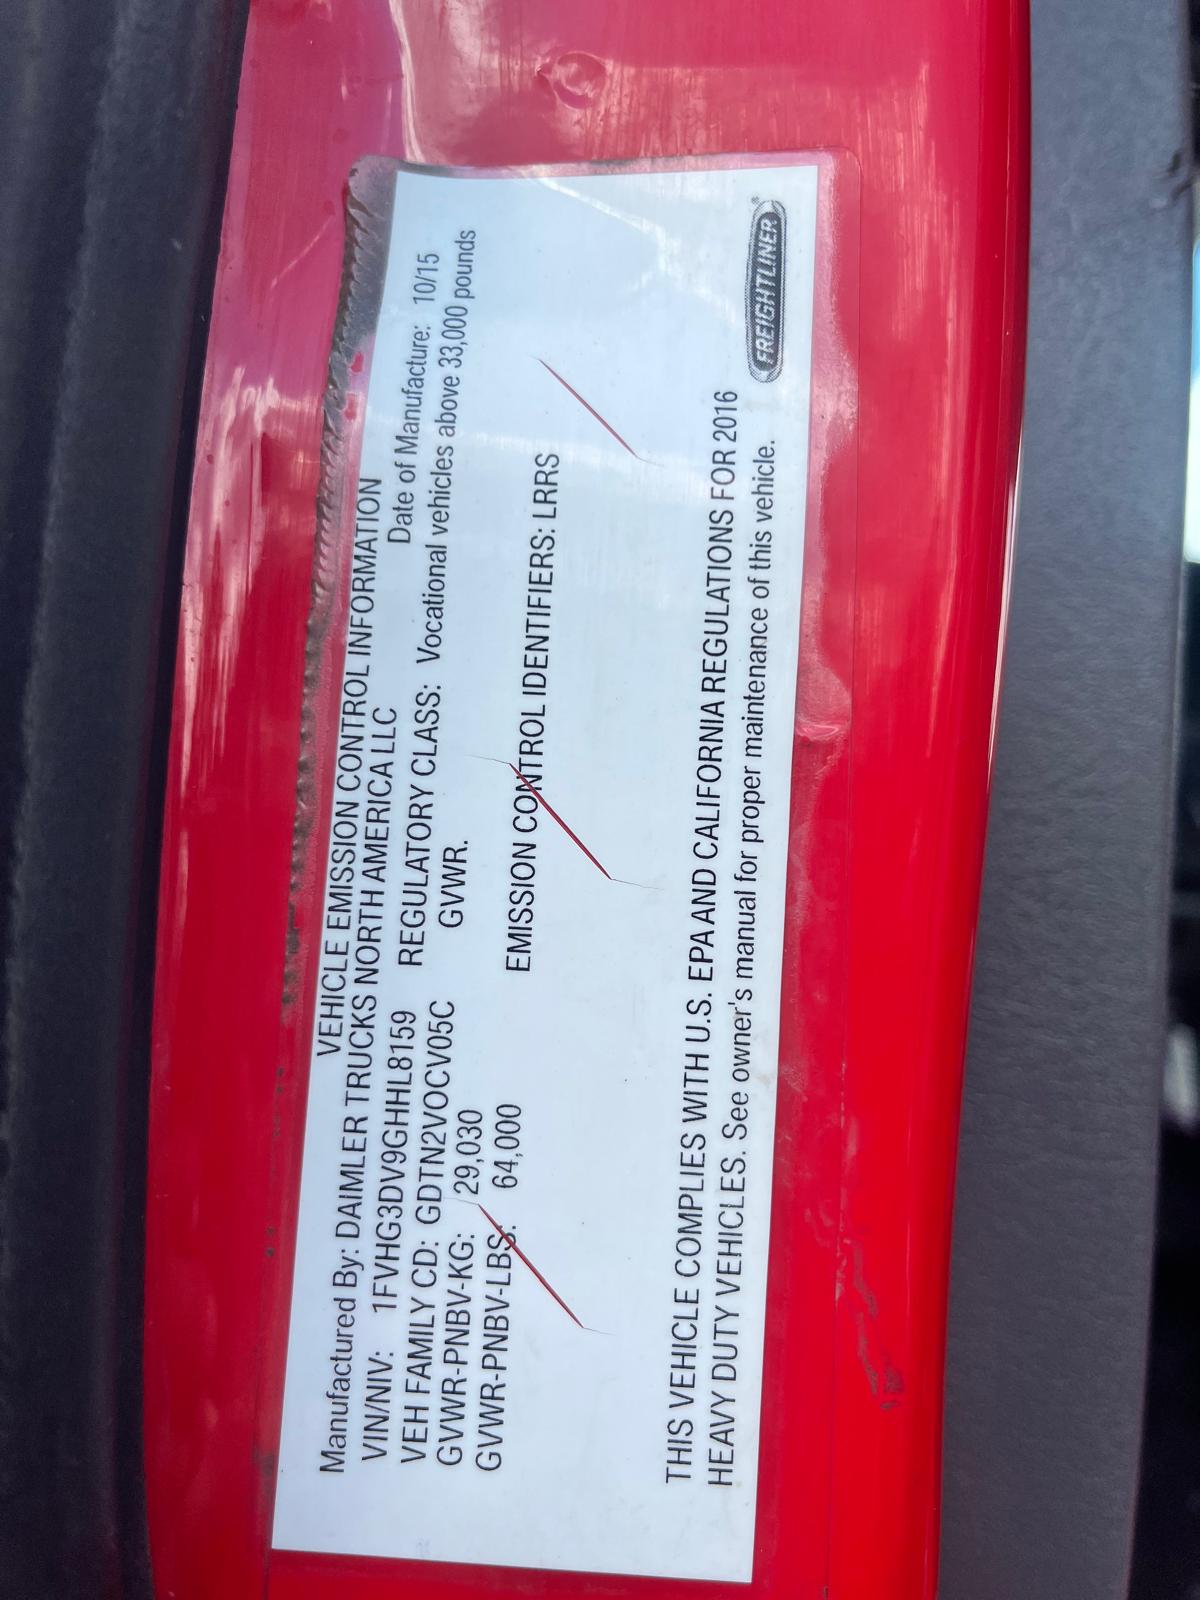 VEHICLE EMISSION CONTROL INFORMATION
Manufactured By: DAIMLER TRUCKS NORTH AMERICA LLC Date of Manufacture: 10/15
VIN/NIV: 1FVHG3DV9GHHL8159 REGULATORY CLASS: Vocational vehicles above 33,000 pounds
VEH FAMILY CD: GDTN2VOCV05C GVWR.
GVWR-PNBV-KG: 29,030
GVWR-PNBV-LBS: 64,000 EMISSION CONTROL IDENTIFIERS: LRRS
THIS VEHICLE COMPLIES WITH U.S. EPA AND CALIFORNIA REGULATIONS FOR 2016
HEAVY DUTY VEHICLES. See owner's manual for proper maintenance of this vehicle.
FREIGHTLINER®